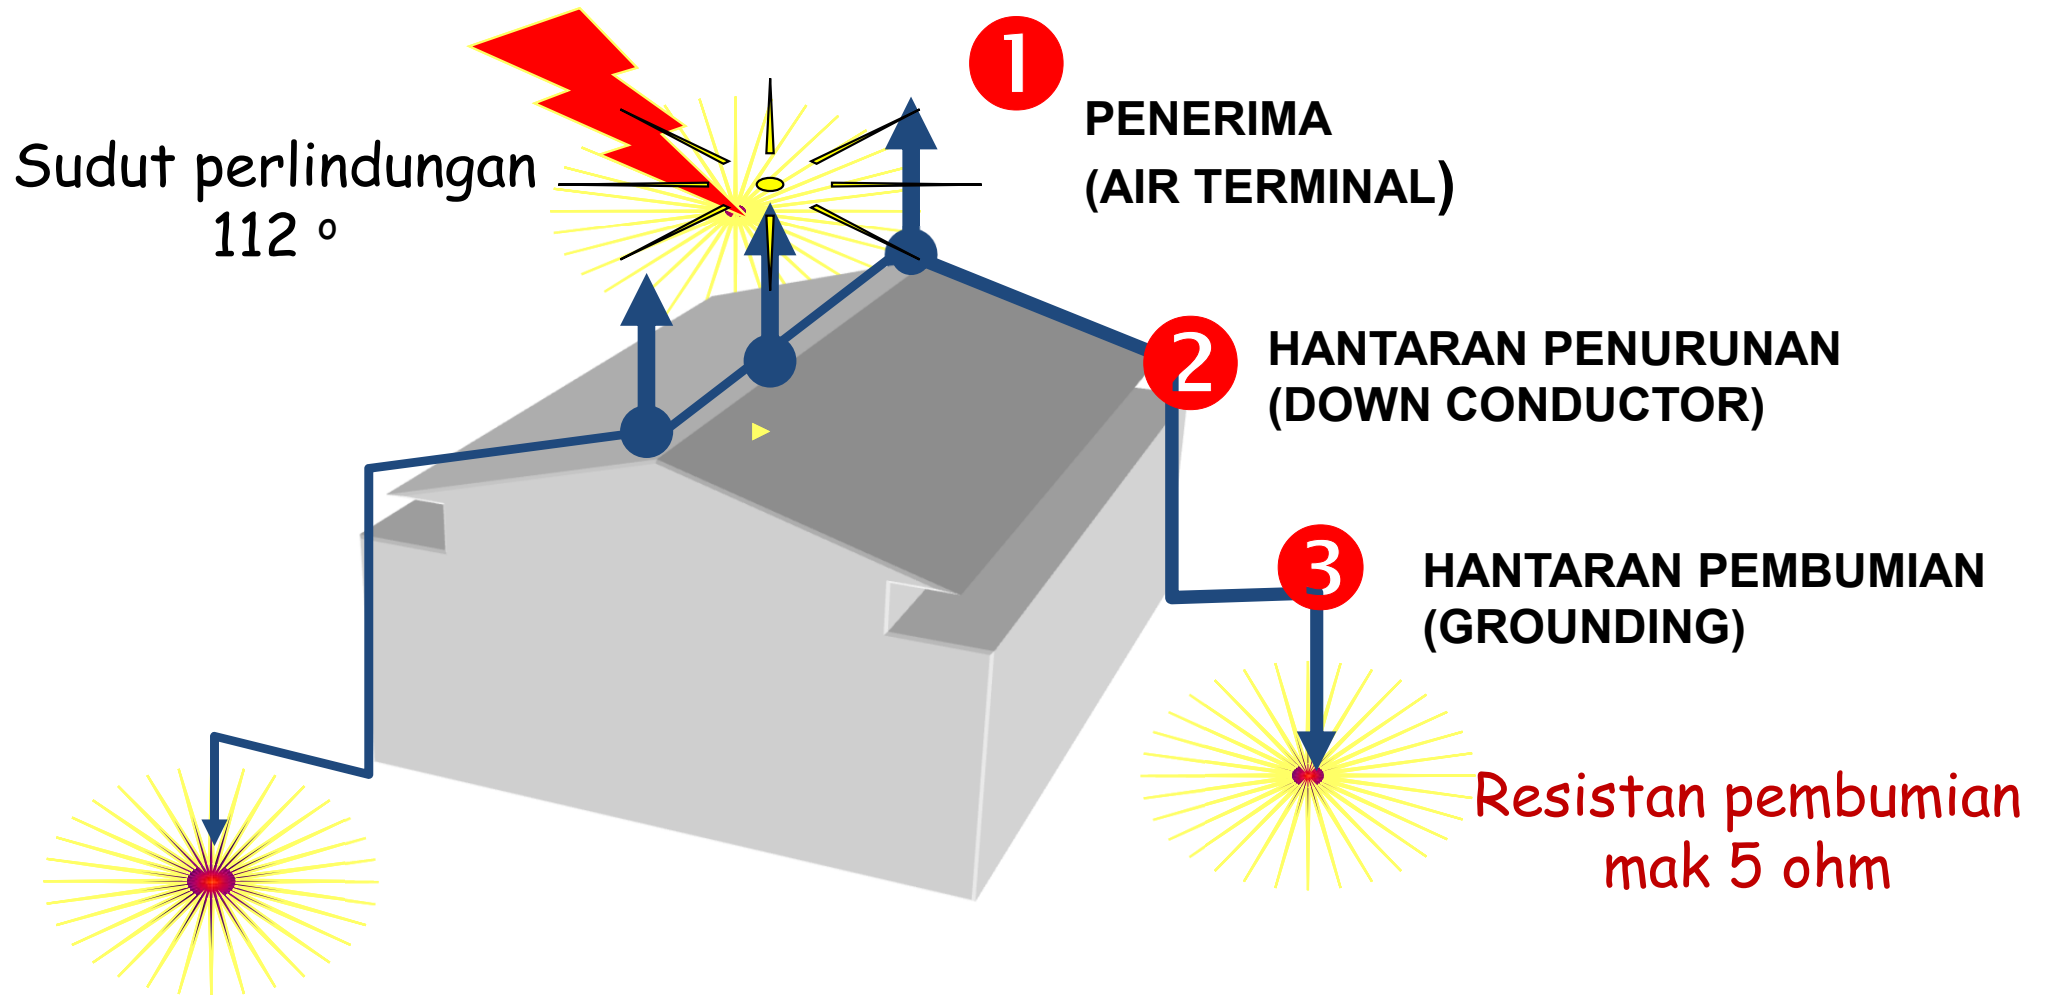 Sudut perlindungan
112 o
1
PENERIMA
(AIR TERMINAL)
2
HANTARAN PENURUNAN
(DOWN CONDUCTOR)
3
HANTARAN PEMBUMIAN
(GROUNDING)
Resistan pembumian
mak 5 ohm